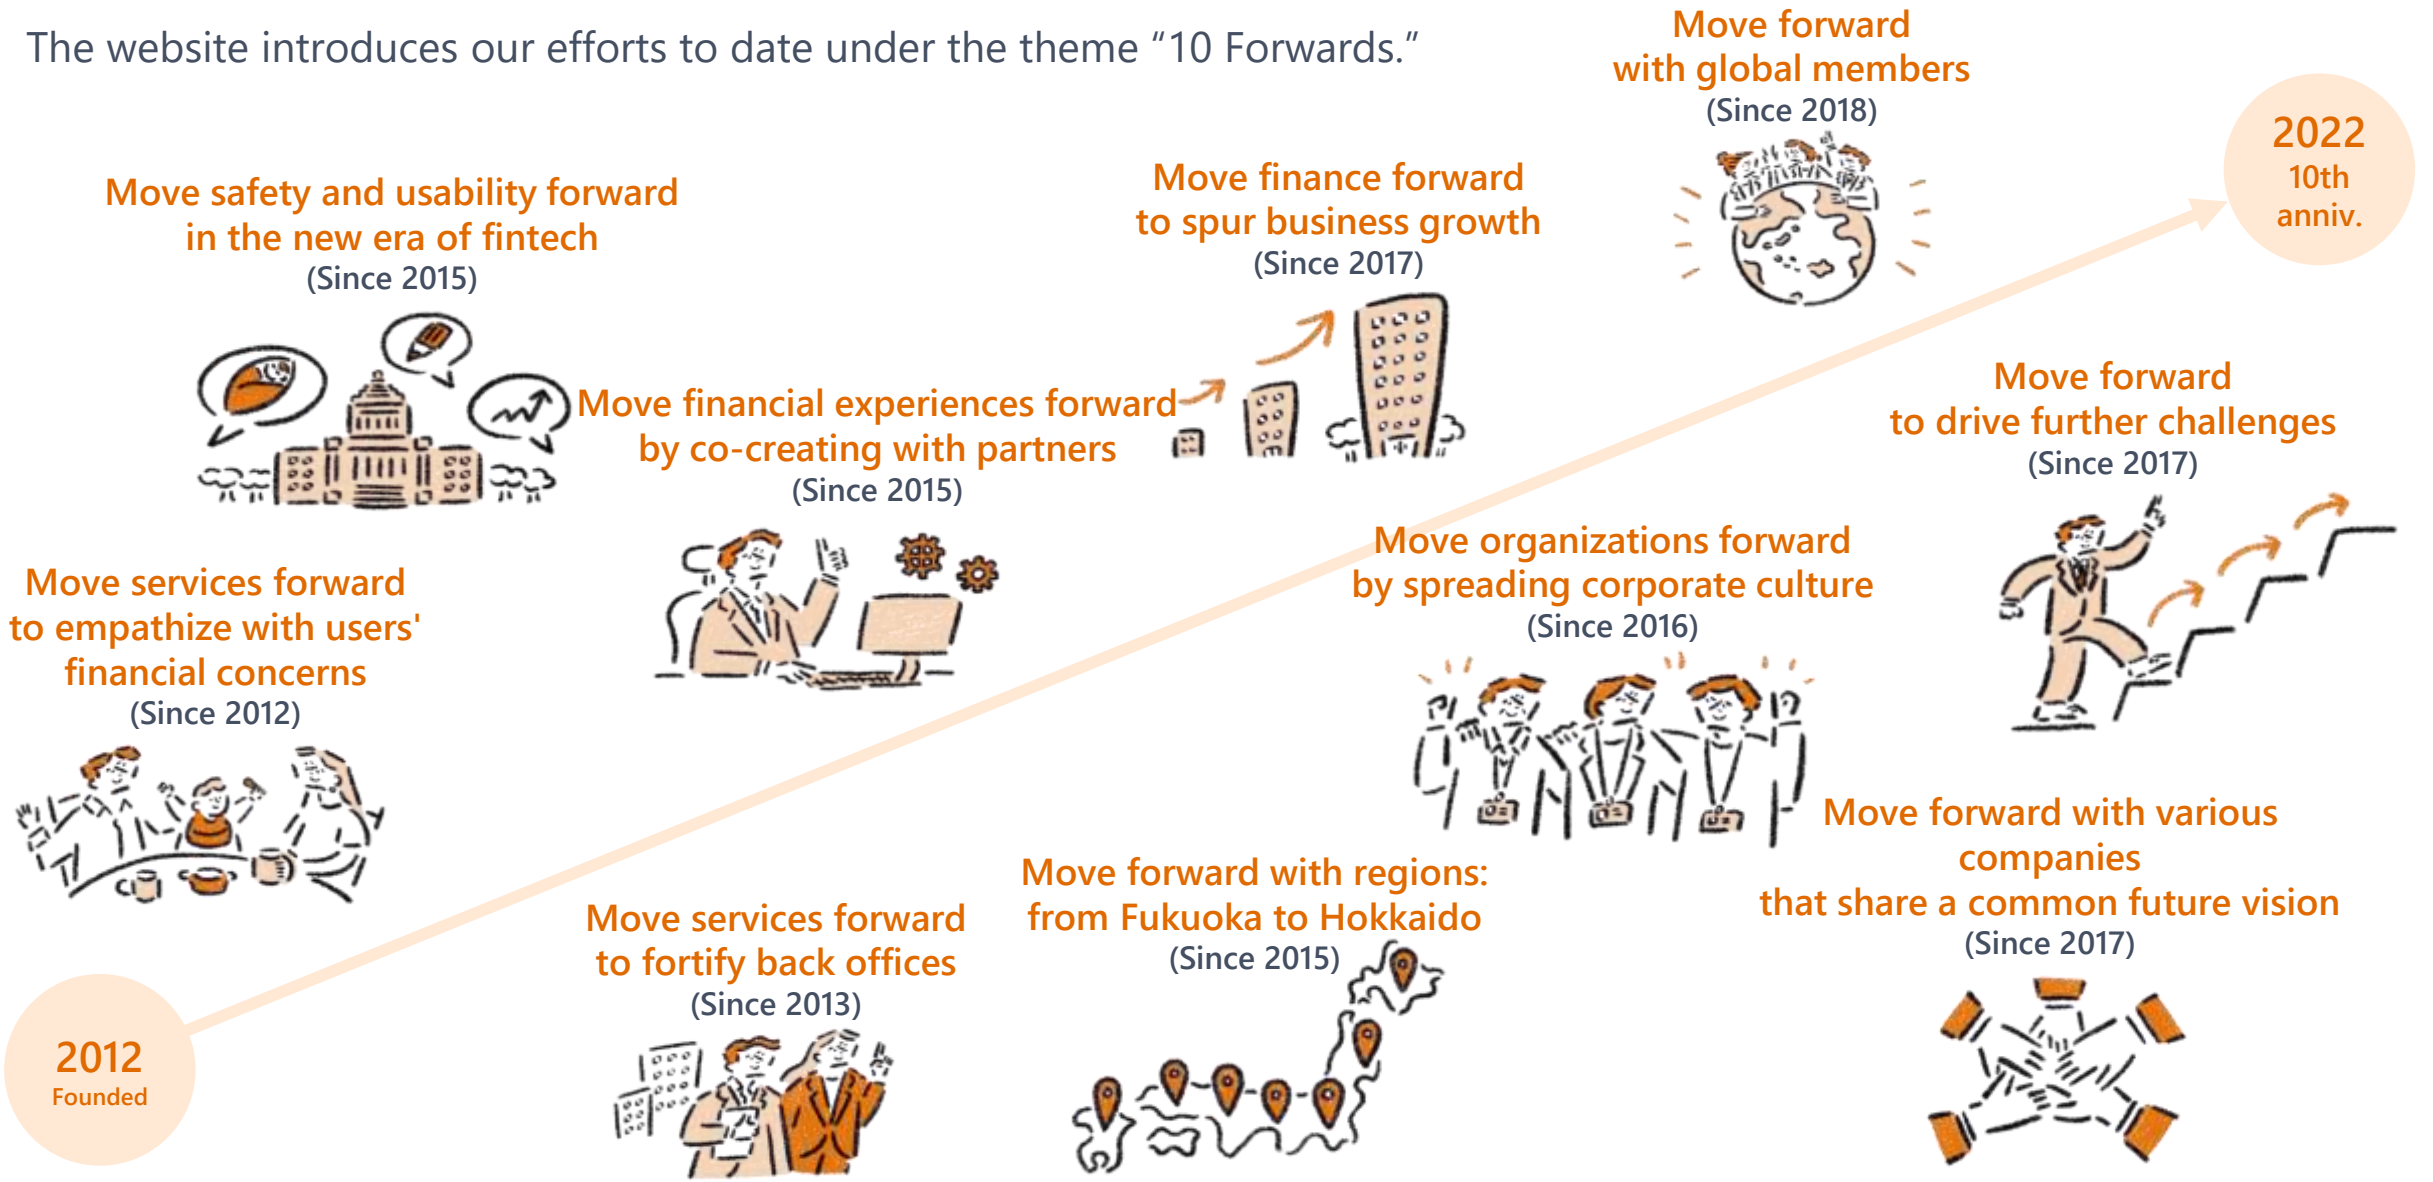 The website introduces our efforts to date under the theme “10 Forwards.”
Move forward
with global members
(Since 2018)
2022
10th
anniv.
Move safety and usability forward
in the new era of fintech
(Since 2015)
Move finance forward
to spur business growth
(Since 2017)
Move financial experiences forward
by co-creating with partners
(Since 2015)
Move forward
to drive further challenges
(Since 2017)
Move services forward
to empathize with users'
financial concerns
(Since 2012)
Move organizations forward
by spreading corporate culture
(Since 2016)
Move services forward
to fortify back offices
(Since 2013)
Move forward with regions:
from Fukuoka to Hokkaido
(Since 2015)
Move forward with various
companies
that share a common future vision
(Since 2017)
2012
Founded